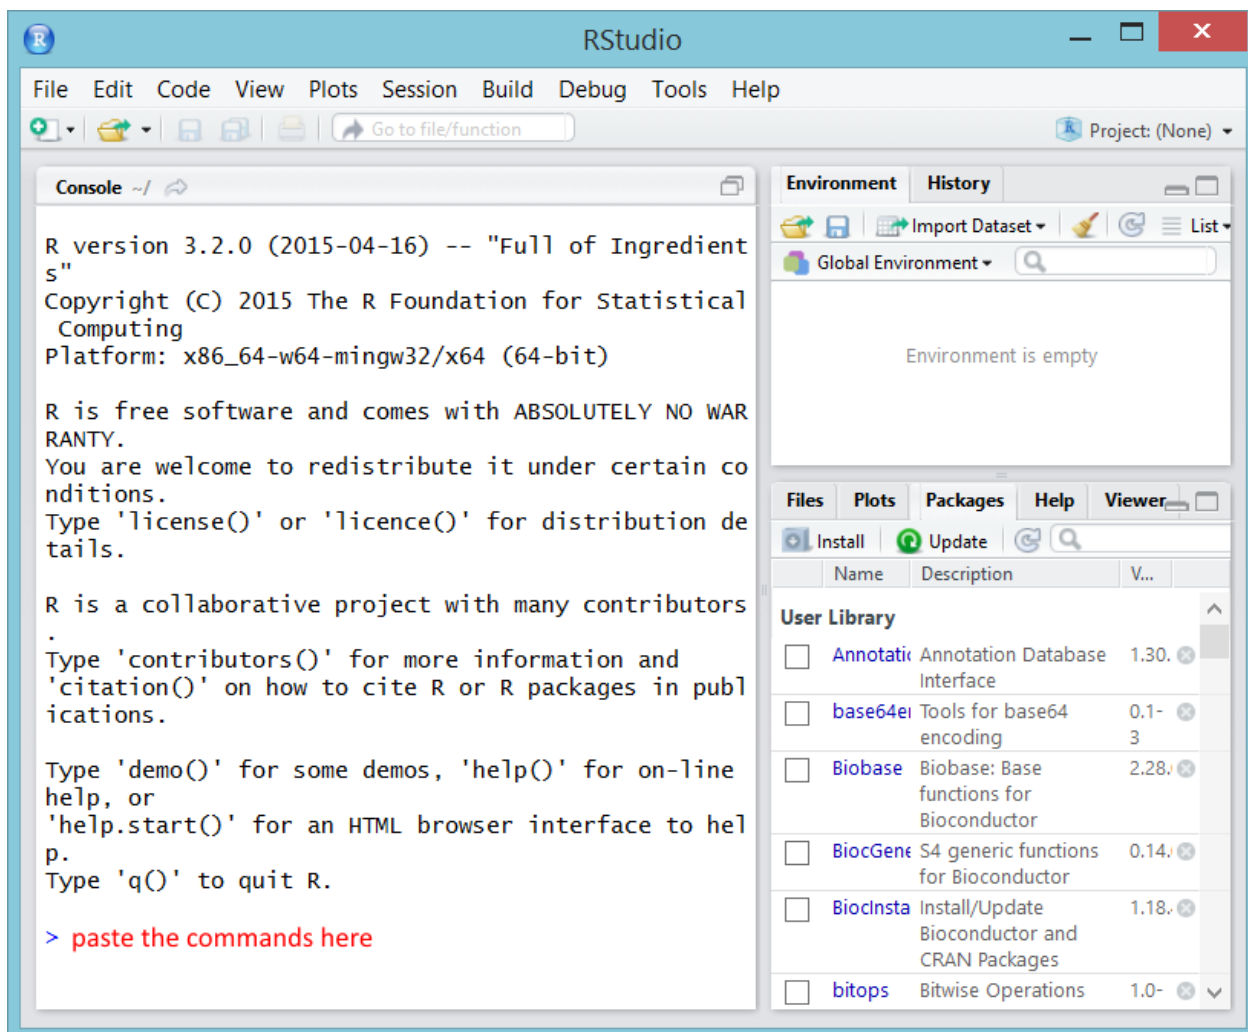 RStudio
File Edit Code View Plots Session Build Debug Tools Help
Go to file/function
Project: (None)
Console ~/
R version 3.2.0 (2015-04-16) -- "Full of Ingredient
s"
Copyright (C) 2015 The R Foundation for Statistical
Computing
Platform: x86_64-w64-mingw32/x64 (64-bit)
R is free software and comes with ABSOLUTELY NO WAR
RANTY.
You are welcome to redistribute it under certain co
nditions.
Type 'license()' or 'licence()' for distribution de
tails.
R is a collaborative project with many contributors
.
Type 'contributors()' for more information and
'citation()' on how to cite R or R packages in publ
ications.
Type 'demo()' for some demos, 'help()' for on-line
help, or
'help.start()' for an HTML browser interface to hel
p.
Type 'q()' to quit R.
> paste the commands here
Environment History
Import Dataset List
Global Environment
Environment is empty
Files Plots Packages Help Viewer
Install Update
Name Description V...
User Library
Annotatic Annotation Database 1.30.
Interface
base64er Tools for base64 0.1-
encoding 3
Biobase Biobase: Base 2.28.
functions for
Bioconductor
BiocGene S4 generic functions 0.14.
for Bioconductor
BiocInsta Install/Update 1.18.
Bioconductor and
CRAN Packages
bitops Bitwise Operations 1.0-